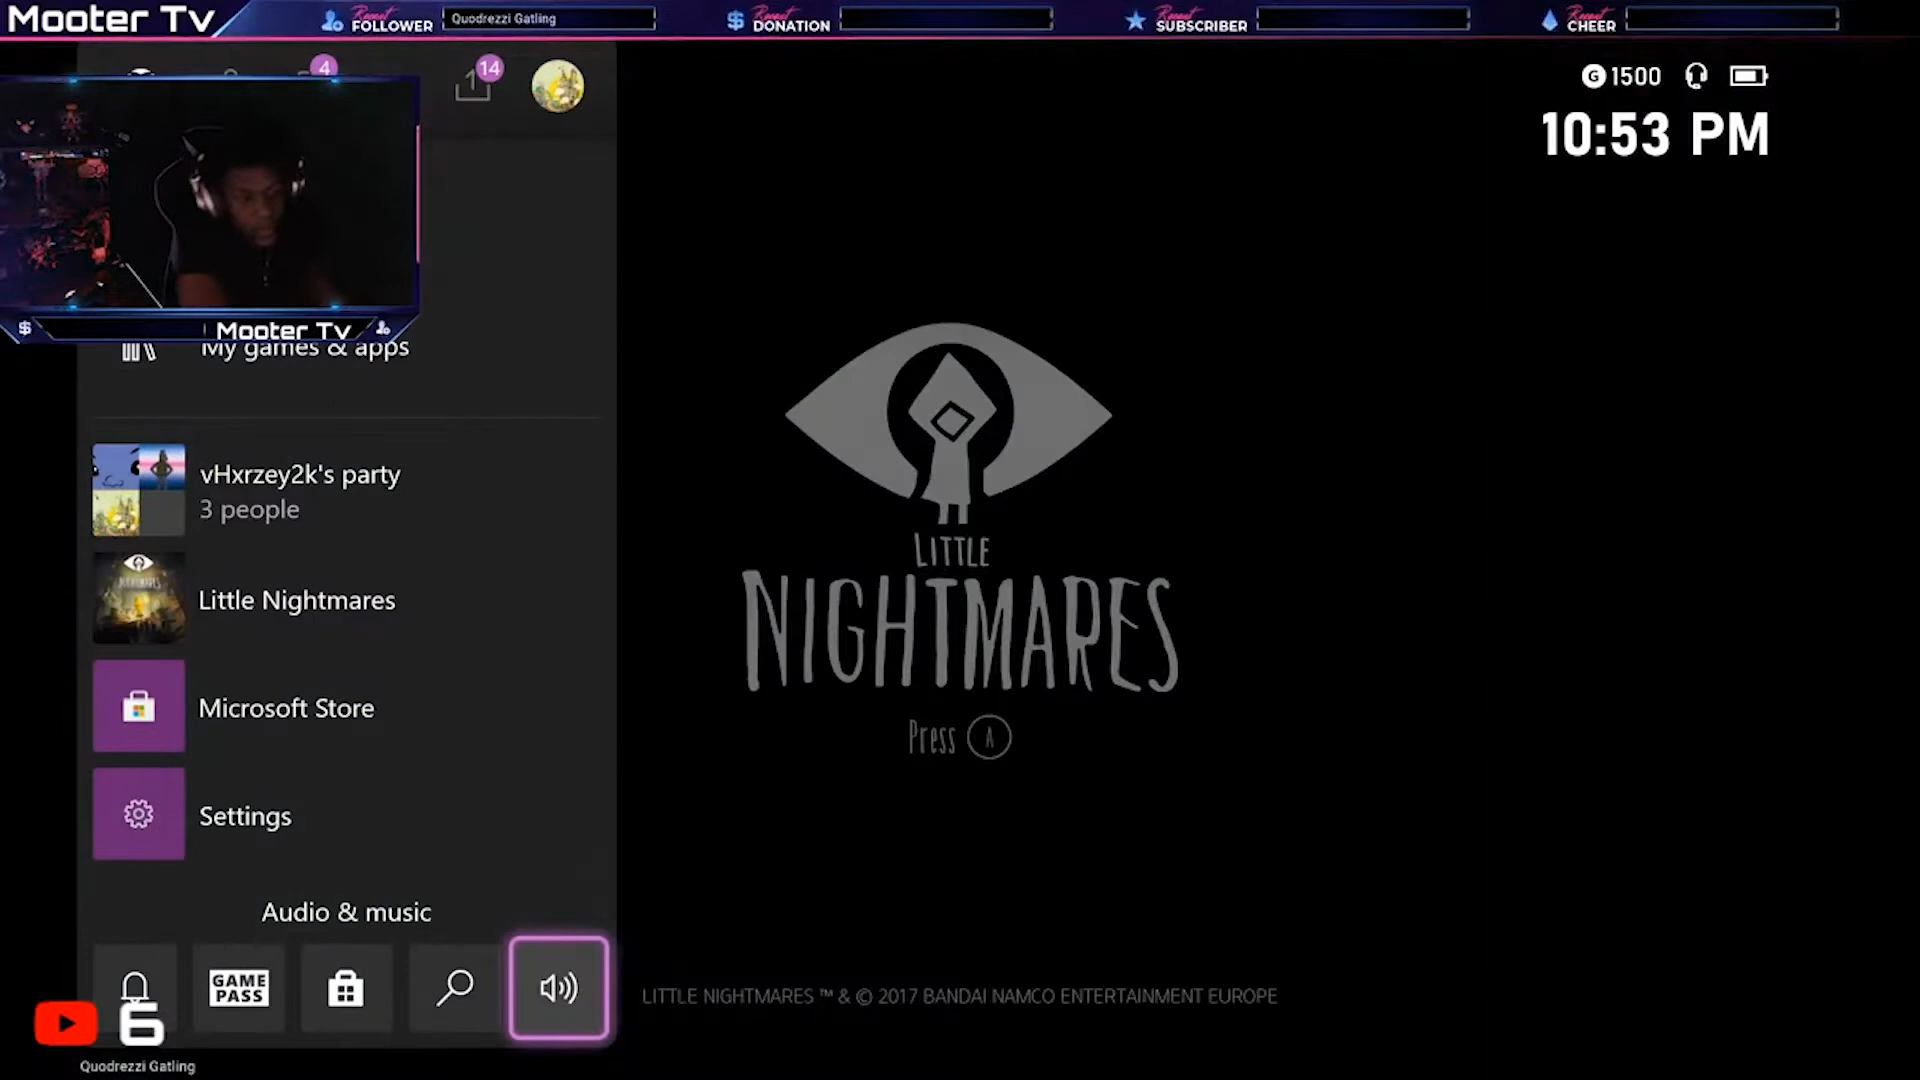 Mooter Tv
Recent FOLLOWER
Quodrezzi Gatling
Recent DONATION
Recent SUBSCRIBER
Recent CHEER
4
14
G 1500
10:53 PM
Mooter Tv
My games & apps
vHxrzey2k's party
3 people
Little Nightmares
Microsoft Store
Settings
Audio & music
GAME PASS
6
Quodrezzi Gatling
LITTLE
NIGHTMARES
Press A
LITTLE NIGHTMARES ™ & © 2017 BANDAI NAMCO ENTERTAINMENT EUROPE